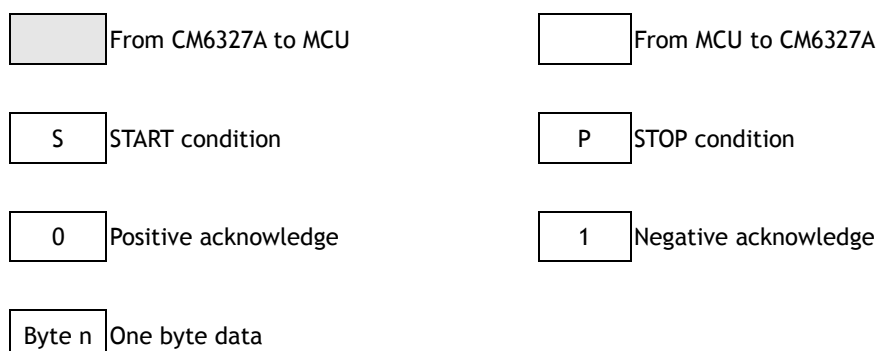 From CM6327A to MCU From MCU to CM6327A
S START condition P STOP condition
0 Positive acknowledge 1 Negative acknowledge
Byte n One byte data